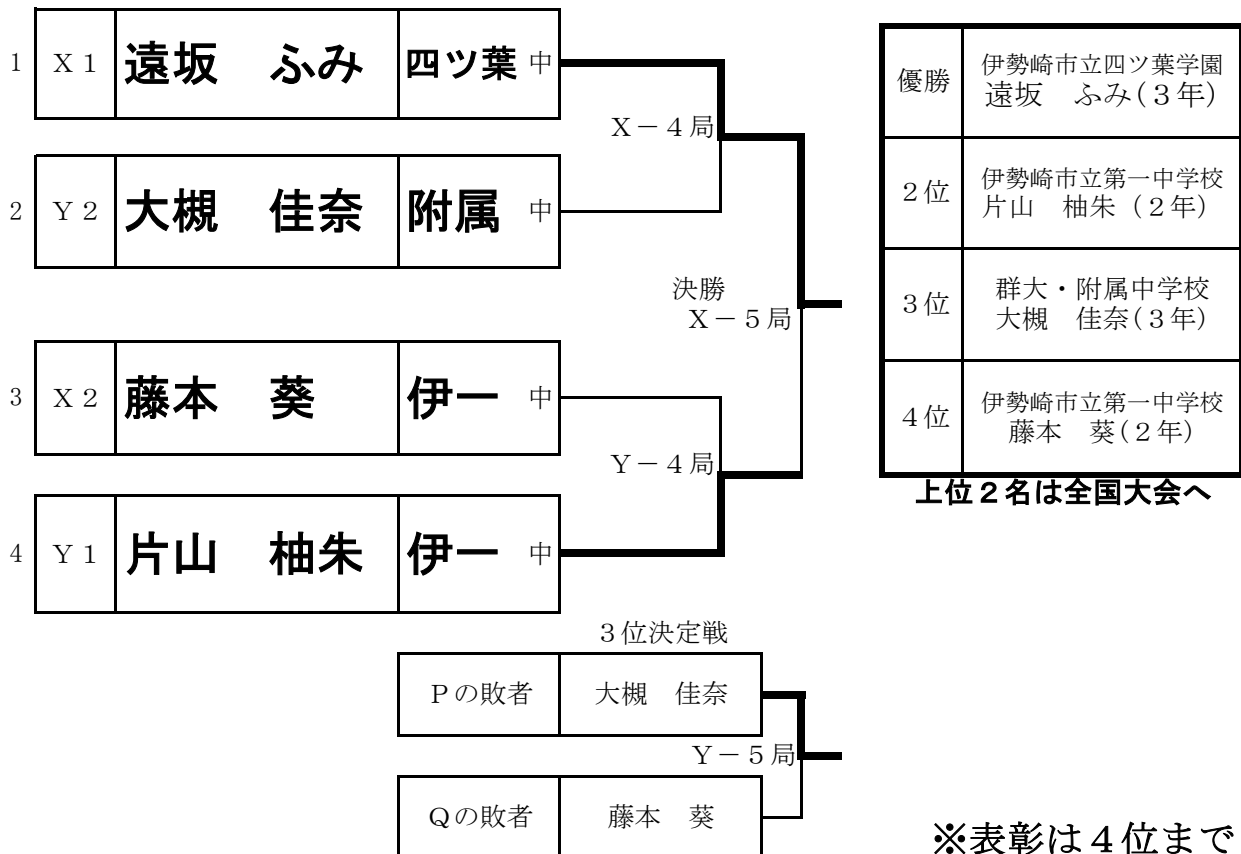 1 X1 遠坂 ふみ 四ツ葉 中
X－4局
2 Y2 大槻 佳奈 附属 中
決勝
X－5局
3 X2 藤本 葵 伊一 中
Y－4局
4 Y1 片山 柚朱 伊一 中
3位決定戦
Pの敗者 大槻 佳奈
Y－5局
Qの敗者 藤本 葵
優勝 伊勢崎市立四ツ葉学園
遠坂 ふみ(3年)
2位 伊勢崎市立第一中学校
片山 柚朱 (2年)
3位 群大・附属中学校
大槻 佳奈(3年)
4位 伊勢崎市立第一中学校
藤本 葵(2年)
上位2名は全国大会へ
※表彰は4位まで